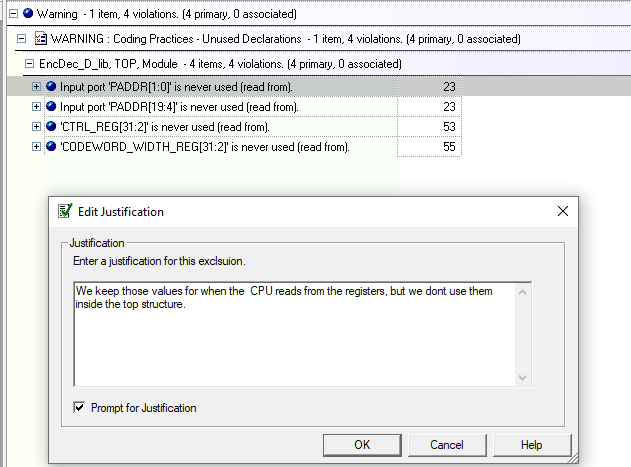 Warning - 1 item, 4 violations. (4 primary, 0 associated)
WARNING : Coding Practices - Unused Declarations - 1 item, 4 violations. (4 primary, 0 associated)
EncDec_D_lib, TOP, Module - 4 items, 4 violations. (4 primary, 0 associated)
Input port 'PADDR[1:0]' is never used (read from). 23
Input port 'PADDR[19:4]' is never used (read from). 23
'CTRL_REG[31:2]' is never used (read from). 53
'CODEWORD_WIDTH_REG[31:2]' is never used (read from). 55
Edit Justification
Justification
Enter a justification for this exclsuion.
We keep those values for when the CPU reads from the registers, but we dont use them
inside the top structure.
Prompt for Justification
OK Cancel Help